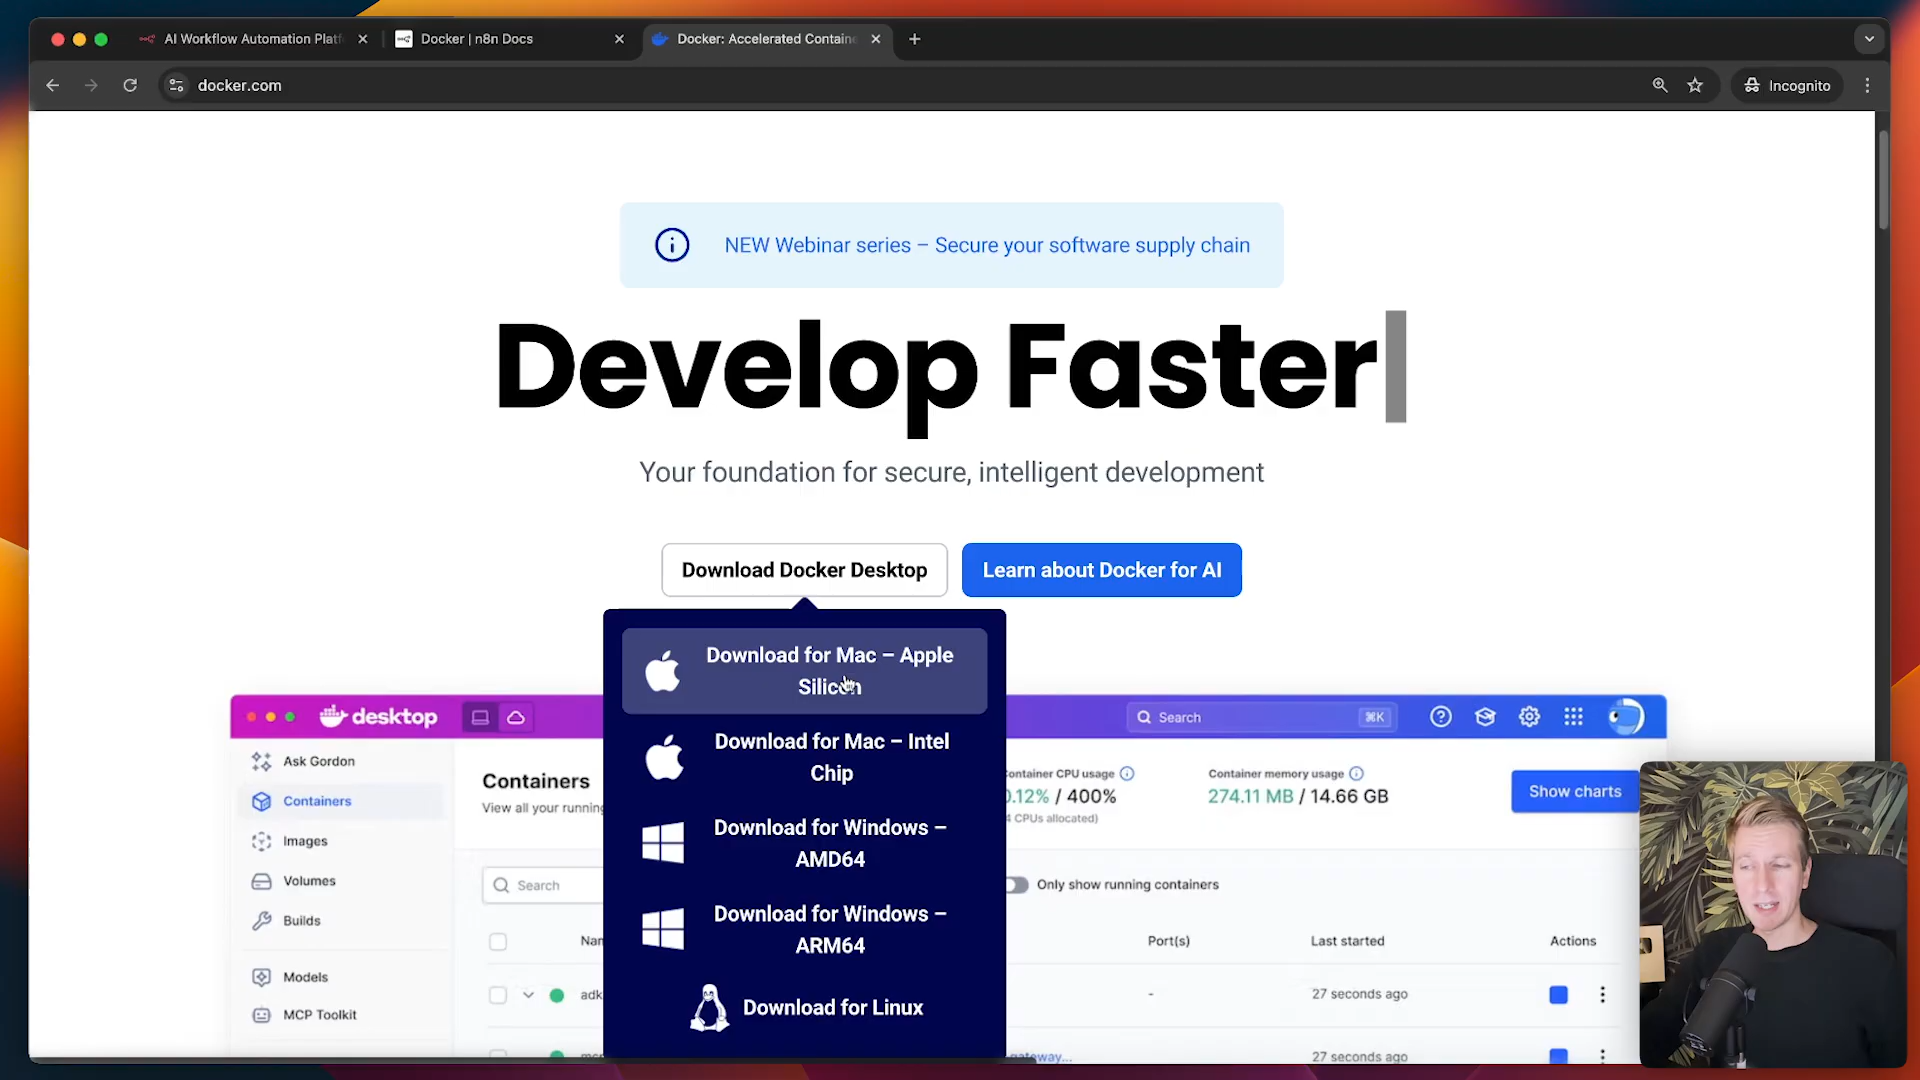 AI Workflow Automation Platf
Docker | n8n Docs
Docker: Accelerated Containe
docker.com
Incognito
NEW Webinar series – Secure your software supply chain
Develop Faster
Your foundation for secure, intelligent development
Download Docker Desktop
Learn about Docker for AI
Download for Mac – Apple
Silicon
Download for Mac – Intel
Chip
Download for Windows –
AMD64
Download for Windows –
ARM64
Download for Linux
desktop
Search
⌘K
Ask Gordon
Containers
Images
Volumes
Builds
Models
MCP Toolkit
Containers
View all your running
Container CPU usage
0.12% / 400%
CPUs allocated)
Container memory usage
274.11 MB / 14.66 GB
Show charts
Search
Only show running containers
Nam
Port(s)
Last started
Actions
adk
-
27 seconds ago
gateway...
27 seconds ago